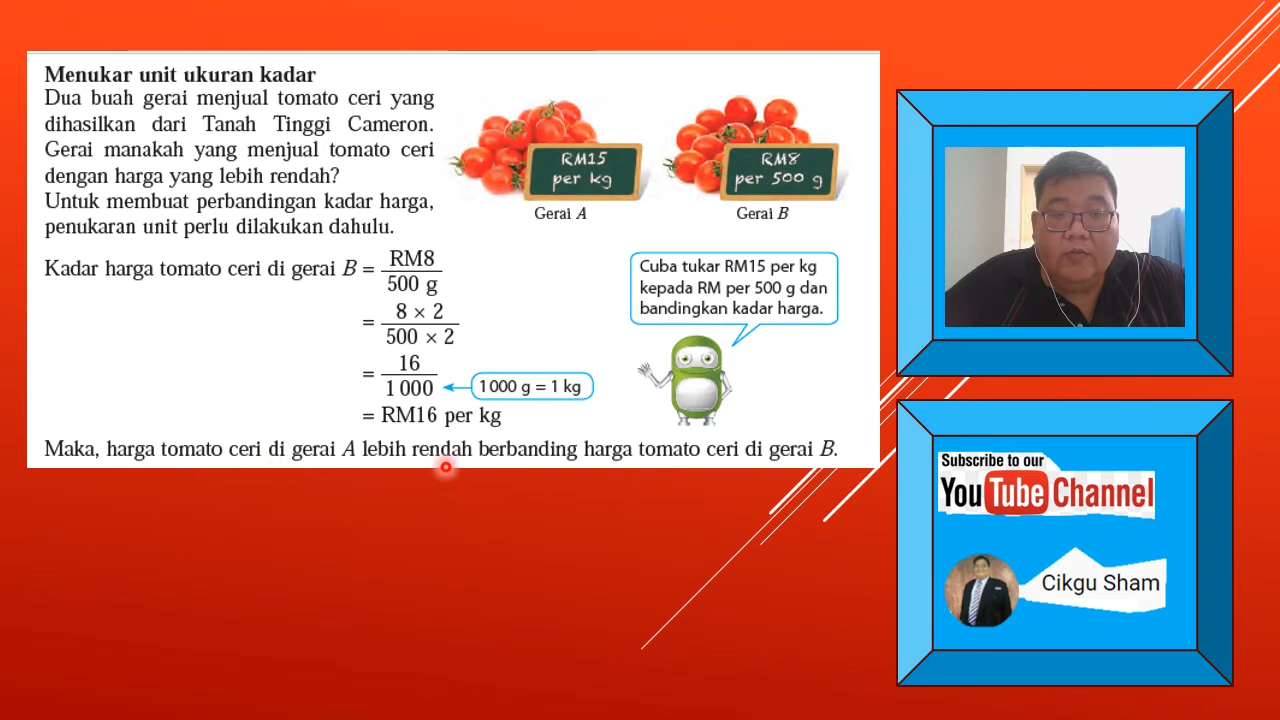 Menukar unit ukuran kadar
Dua buah gerai menjual tomato ceri yang
dihasilkan dari Tanah Tinggi Cameron.
Gerai manakah yang menjual tomato ceri
dengan harga yang lebih rendah?
Untuk membuat perbandingan kadar harga,
penukaran unit perlu dilakukan dahulu.
RM15
per kg
Gerai A
RM8
per 500 g
Gerai B
Kadar harga tomato ceri di gerai B = RM8 / 500 g
= 8 × 2 / 500 × 2
= 16 / 1 000
1 000 g = 1 kg
= RM16 per kg
Cuba tukar RM15 per kg
kepada RM per 500 g dan
bandingkan kadar harga.
Maka, harga tomato ceri di gerai A lebih rendah berbanding harga tomato ceri di gerai B.
Subscribe to our
YouTube Channel
Cikgu Sham